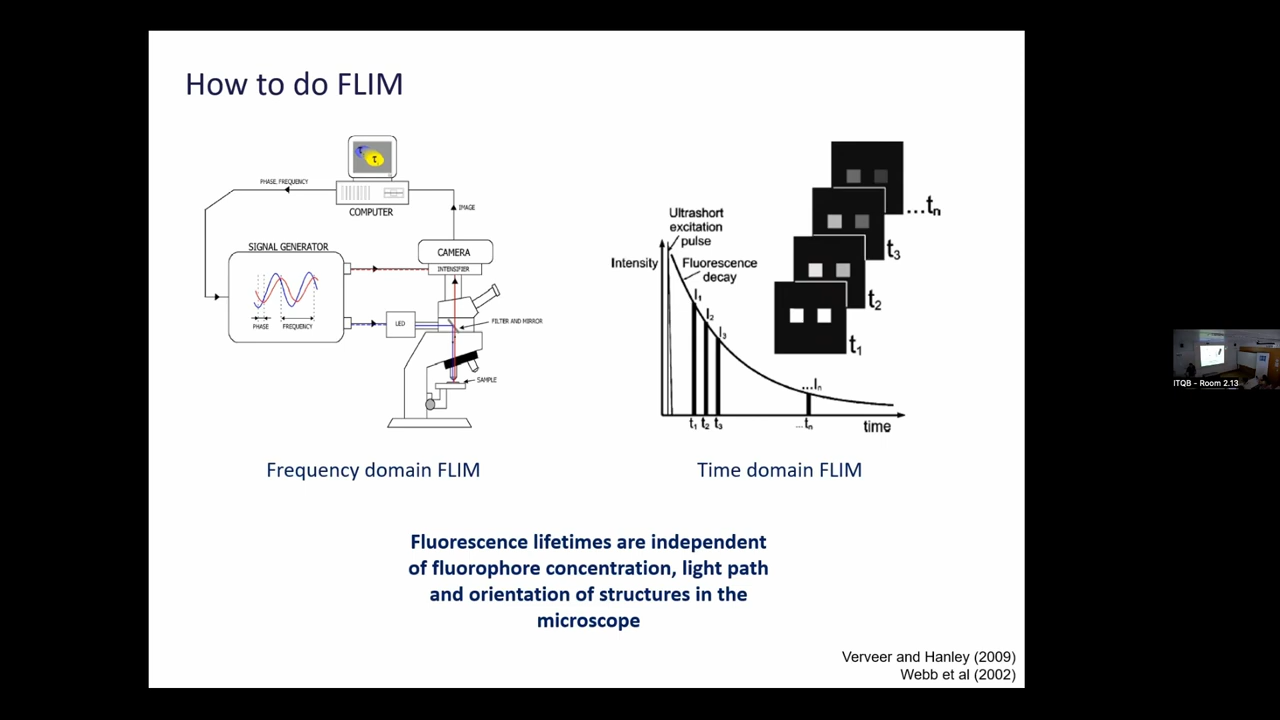 How to do FLIM
τ
PHASE, FREQUENCY
COMPUTER
IMAGE
SIGNAL GENERATOR
CAMERA
INTENSIFIER
PHASE
FREQUENCY
LED
FILTER AND MIRROR
SAMPLE
Frequency domain FLIM
Ultrashort
excitation
pulse
Intensity
Fluorescence
decay
I₁
I₂
I₃
...Iₙ
t₁ t₂ t₃ ...tₙ
time
...tₙ
t₃
t₂
t₁
Time domain FLIM
Fluorescence lifetimes are independent
of fluorophore concentration, light path
and orientation of structures in the
microscope
Verveer and Hanley (2009)
Webb et al (2002)
ITQB - Room 2.13